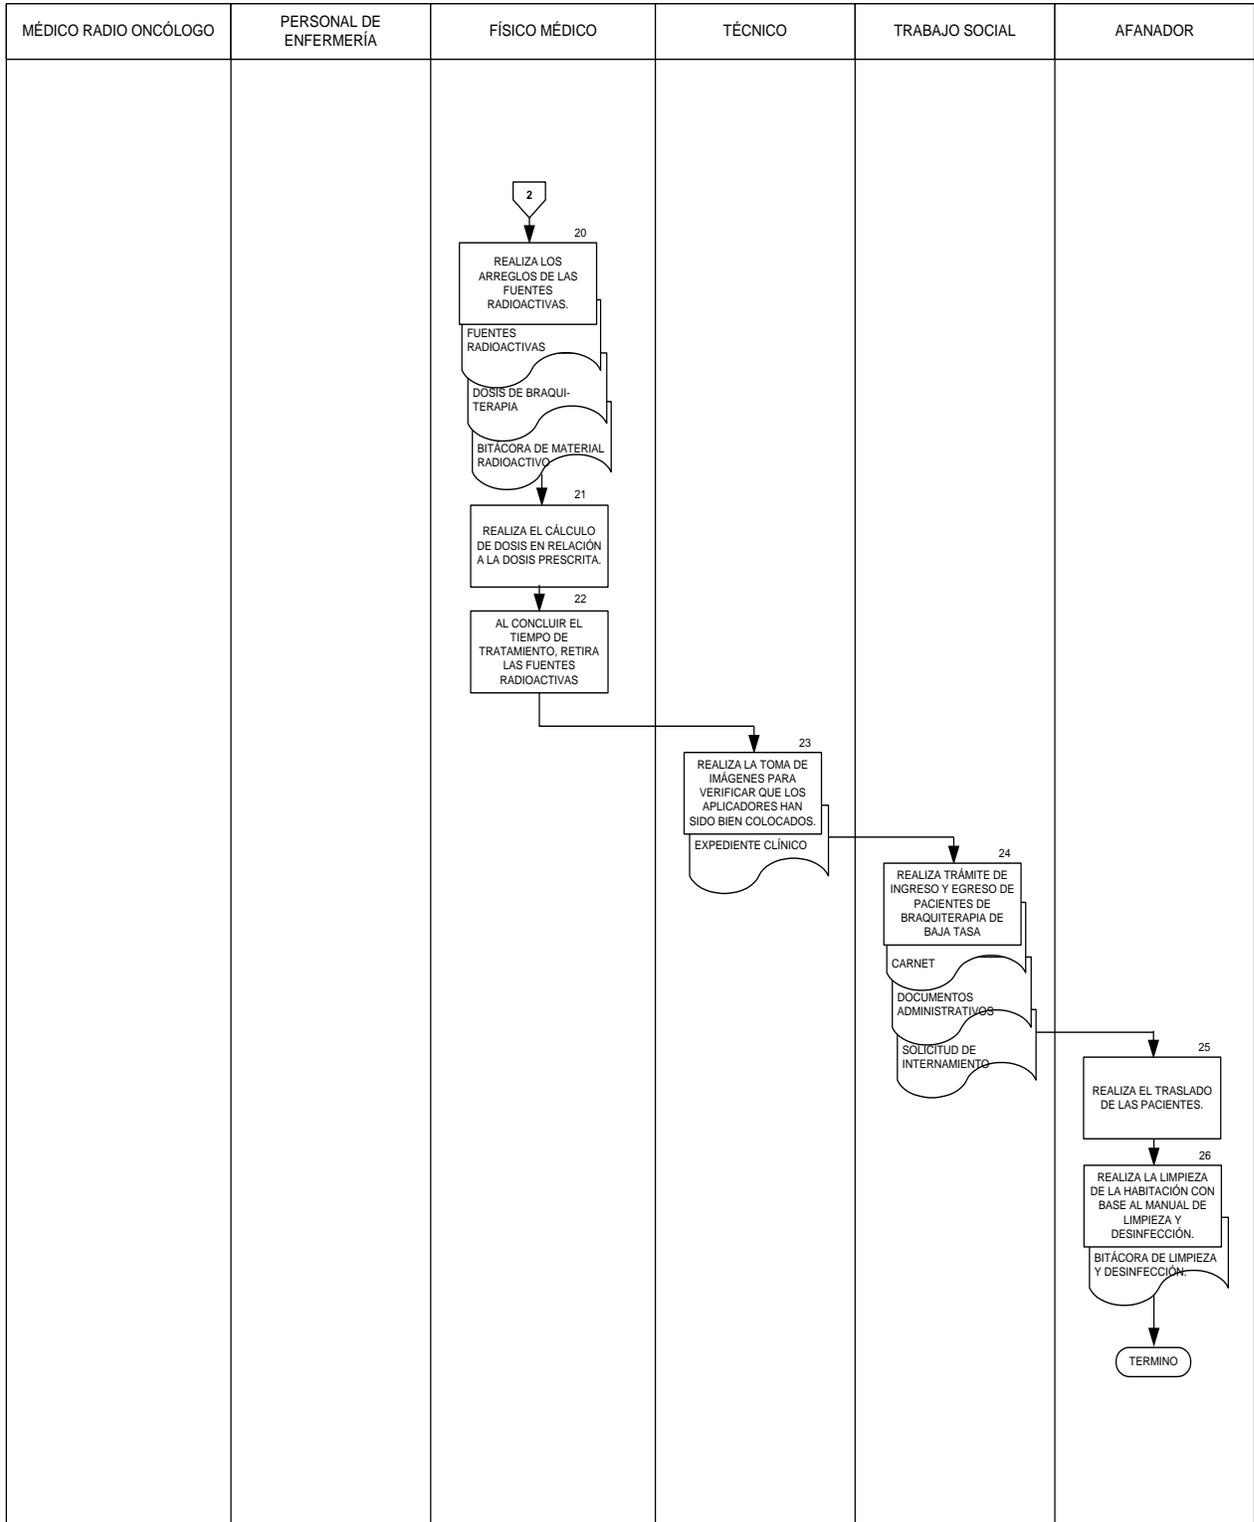 MÉDICO RADIO ONCÓLOGO
PERSONAL DE
ENFERMERÍA
FÍSICO MÉDICO
TÉCNICO
TRABAJO SOCIAL
AFANADOR
2
20
REALIZA LOS
ARREGLOS DE LAS
FUENTES
RADIOACTIVAS.
FUENTES
RADIOACTIVAS
DOSIS DE BRAQUI-
TERAPIA
BITÁCORA DE MATERIAL
RADIOACTIVO
21
REALIZA EL CÁLCULO
DE DOSIS EN RELACIÓN
A LA DOSIS PRESCRITA.
22
AL CONCLUIR EL
TIEMPO DE
TRATAMIENTO, RETIRA
LAS FUENTES
RADIOACTIVAS
23
REALIZA LA TOMA DE
IMÁGENES PARA
VERIFICAR QUE LOS
APLICADORES HAN
SIDO BIEN COLOCADOS.
EXPEDIENTE CLÍNICO
24
REALIZA TRÁMITE DE
INGRESO Y EGRESO DE
PACIENTES DE
BRAQUITERAPIA DE
BAJA TASA
CARNET
DOCUMENTOS
ADMINISTRATIVOS
SOLICITUD DE
INTERNAMIENTO
25
REALIZA EL TRASLADO
DE LAS PACIENTES.
26
REALIZA LA LIMPIEZA
DE LA HABITACIÓN CON
BASE AL MANUAL DE
LIMPIEZA Y
DESINFECCIÓN.
BITÁCORA DE LIMPIEZA
Y DESINFECCIÓN.
TERMINO